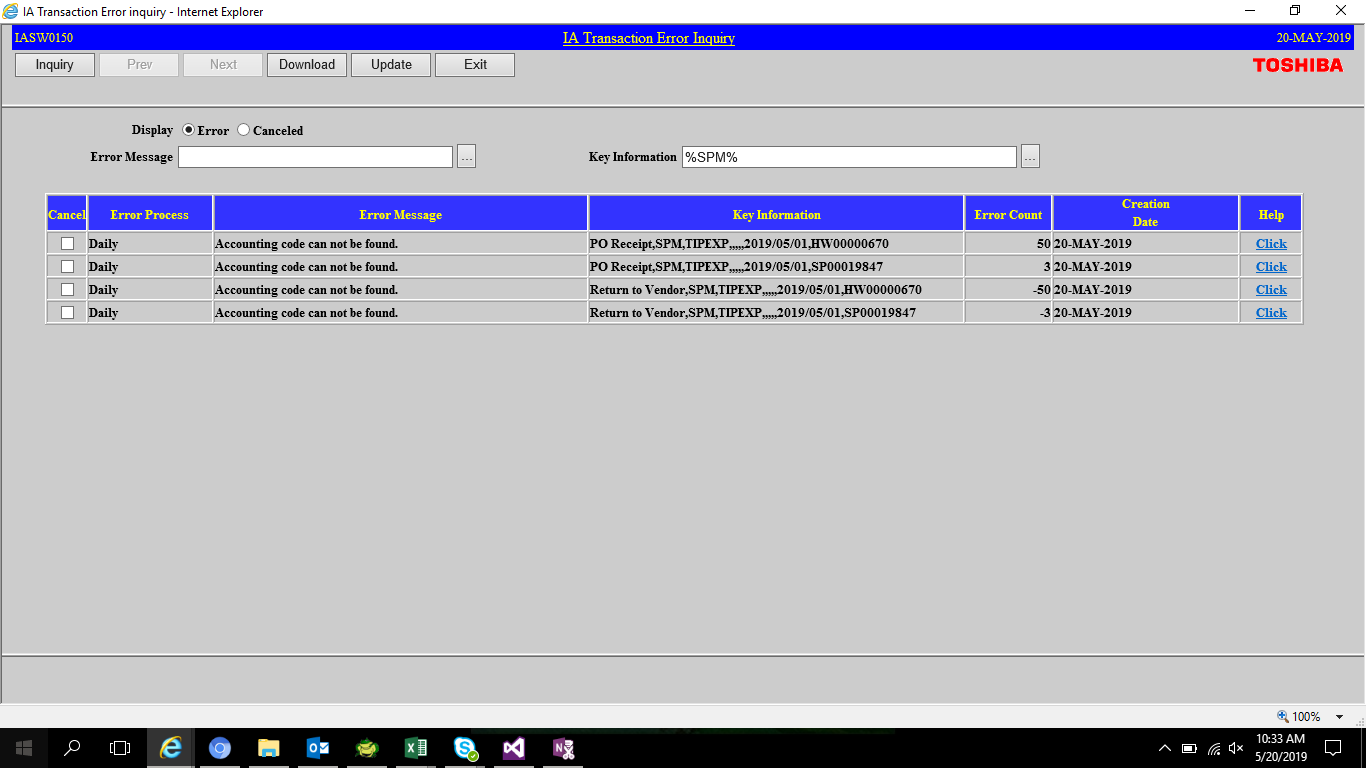 IA Transaction Error inquiry - Internet Explorer
IASW0150 IA Transaction Error Inquiry 20-MAY-2019
Inquiry Prev Next Download Update Exit TOSHIBA
Display Error Canceled
Error Message ... Key Information %SPM% ...
Cancel Error Process Error Message Key Information Error Count Creation Date Help
Daily Accounting code can not be found. PO Receipt,SPM,TIPEXP,,,,,2019/05/01,HW00000670 50 20-MAY-2019 Click
Daily Accounting code can not be found. PO Receipt,SPM,TIPEXP,,,,,2019/05/01,SP00019847 3 20-MAY-2019 Click
Daily Accounting code can not be found. Return to Vendor,SPM,TIPEXP,,,,,2019/05/01,HW00000670 -50 20-MAY-2019 Click
Daily Accounting code can not be found. Return to Vendor,SPM,TIPEXP,,,,,2019/05/01,SP00019847 -3 20-MAY-2019 Click
100%
10:33 AM
5/20/2019